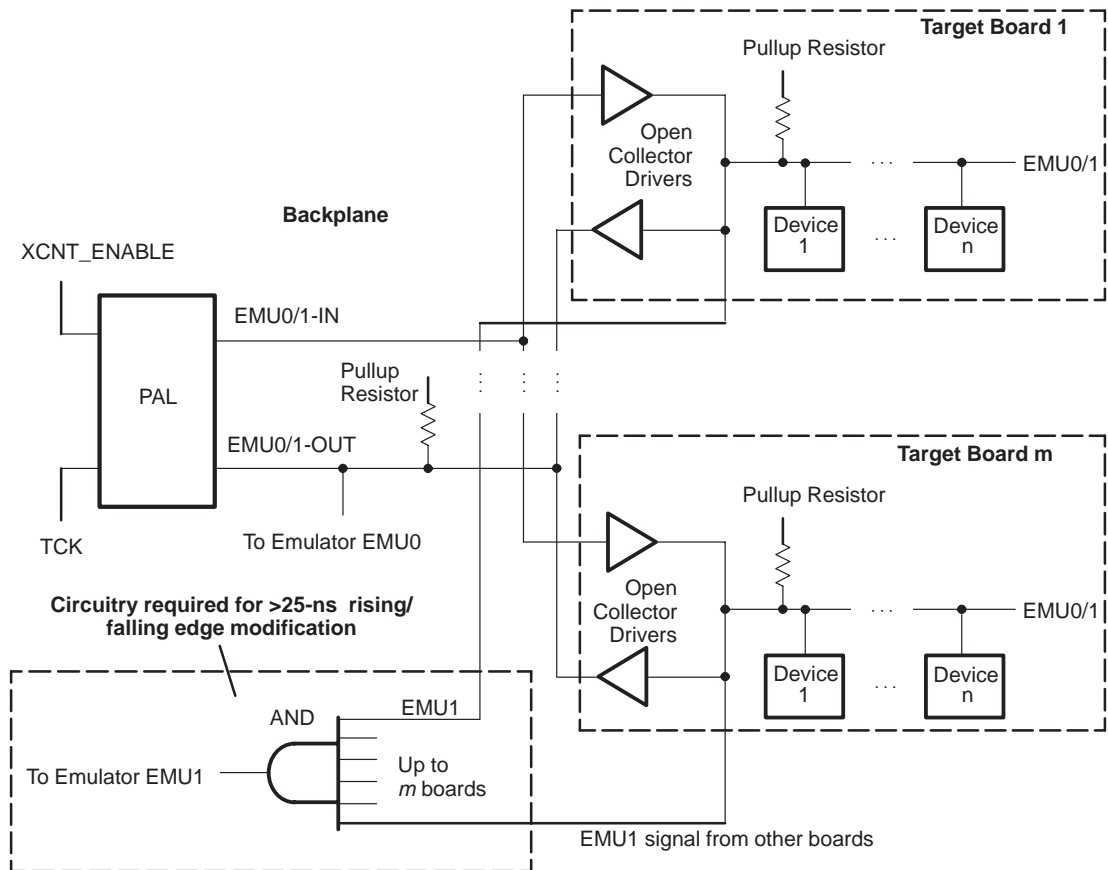 Target Board 1
Pullup Resistor
Open
Collector
Drivers
EMU0/1
Backplane
Device
1
Device
n
XCNT_ENABLE
EMU0/1-IN
Pullup
Resistor
PAL
EMU0/1-OUT
Target Board m
Pullup Resistor
TCK
To Emulator EMU0
Open
Collector
Drivers
EMU0/1
Circuitry required for >25-ns rising/
falling edge modification
Device
1
Device
n
AND
EMU1
To Emulator EMU1
Up to
m boards
EMU1 signal from other boards